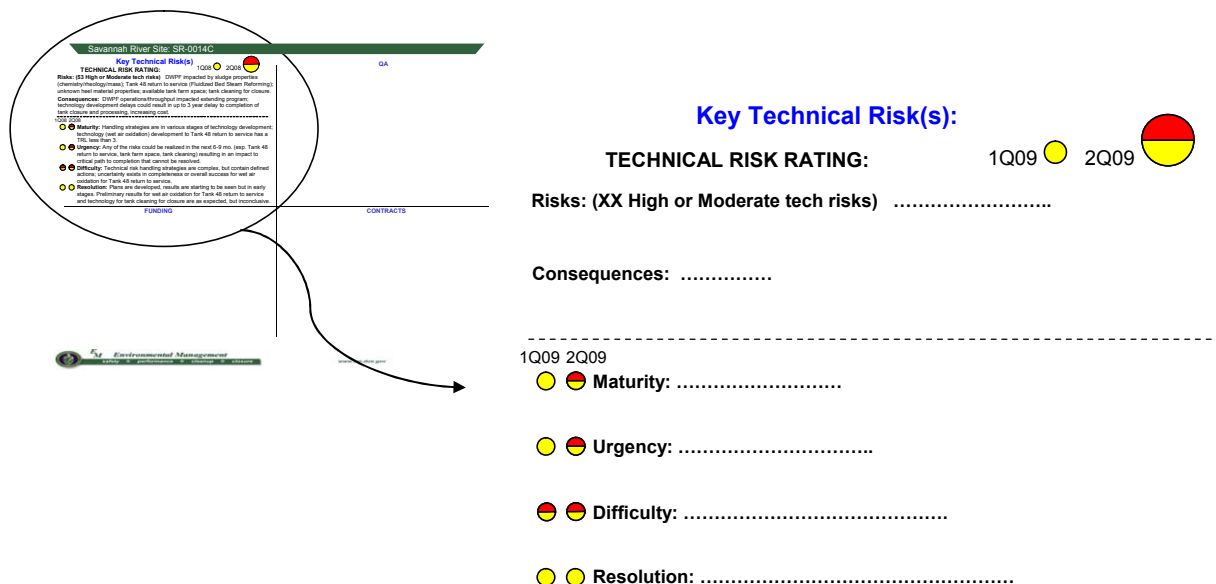 Savannah River Site: SR-0014C
Key Technical Risk(s)
TECHNICAL RISK RATING: 1Q08 2Q08
Risks: (53 High or Moderate tech risks) DWPF impacted by sludge properties
(chemistry/rheology/mass); Tank 48 return to service (Fluidized Bed Steam Reforming);
unknown heel material properties; available tank farm space; tank cleaning for closure.
Consequences: DWPF operations/throughput impacted extending program;
technology development delays could result in up to 3 year delay to completion of
tank closure and processing, increasing cost.
1Q08 2Q08
Maturity: Handling strategies are in various stages of technology development;
technology (wet air oxidation) development to Tank 48 return to service has a
TRL less than 3.
Urgency: Any of the risks could be realized in the next 6-9 mo. (esp. Tank 48
return to service, tank farm space, tank cleaning) resulting in an impact to
critical path to completion that cannot be resolved.
Difficulty: Technical risk handling strategies are complex, but contain defined
actions; uncertainty exists in completeness or overall success for wet air
oxidation for Tank 48 return to service.
Resolution: Plans are developed, results are starting to be seen but in early
stages. Preliminary results for wet air oxidation for Tank 48 return to service
and technology for tank cleaning for closure are as expected, but inconclusive.
QA
FUNDING
CONTRACTS
EM Environmental Management
safety performance cleanup closure
Key Technical Risk(s):
TECHNICAL RISK RATING: 1Q09 2Q09
Risks: (XX High or Moderate tech risks) ……………………..
Consequences: ……………
1Q09 2Q09
Maturity: ………………………
Urgency: …………………………..
Difficulty: …………………………………….
Resolution: ……………………………………………